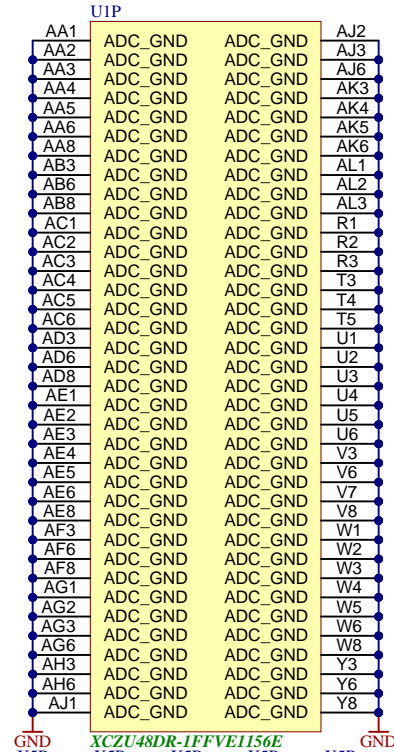 U1P
AA1 ADC_GND ADC_GND AJ2
AA2 ADC_GND ADC_GND AJ3
AA3 ADC_GND ADC_GND AJ6
AA4 ADC_GND ADC_GND AK3
AA5 ADC_GND ADC_GND AK4
AA6 ADC_GND ADC_GND AK5
AA8 ADC_GND ADC_GND AK6
AB3 ADC_GND ADC_GND AL1
AB6 ADC_GND ADC_GND AL2
AB8 ADC_GND ADC_GND AL3
AC1 ADC_GND ADC_GND R1
AC2 ADC_GND ADC_GND R2
AC3 ADC_GND ADC_GND R3
AC4 ADC_GND ADC_GND T3
AC5 ADC_GND ADC_GND T4
AC6 ADC_GND ADC_GND T5
AD3 ADC_GND ADC_GND U1
AD6 ADC_GND ADC_GND U2
AD8 ADC_GND ADC_GND U3
AE1 ADC_GND ADC_GND U4
AE2 ADC_GND ADC_GND U5
AE3 ADC_GND ADC_GND U6
AE4 ADC_GND ADC_GND V3
AE5 ADC_GND ADC_GND V6
AE6 ADC_GND ADC_GND V7
AE8 ADC_GND ADC_GND V8
AF3 ADC_GND ADC_GND W1
AF6 ADC_GND ADC_GND W2
AF8 ADC_GND ADC_GND W3
AG1 ADC_GND ADC_GND W4
AG2 ADC_GND ADC_GND W5
AG3 ADC_GND ADC_GND W6
AG6 ADC_GND ADC_GND W8
AH3 ADC_GND ADC_GND Y3
AH6 ADC_GND ADC_GND Y6
AJ1 ADC_GND ADC_GND Y8
GND XCZU48DR-1FFVE1156E GND